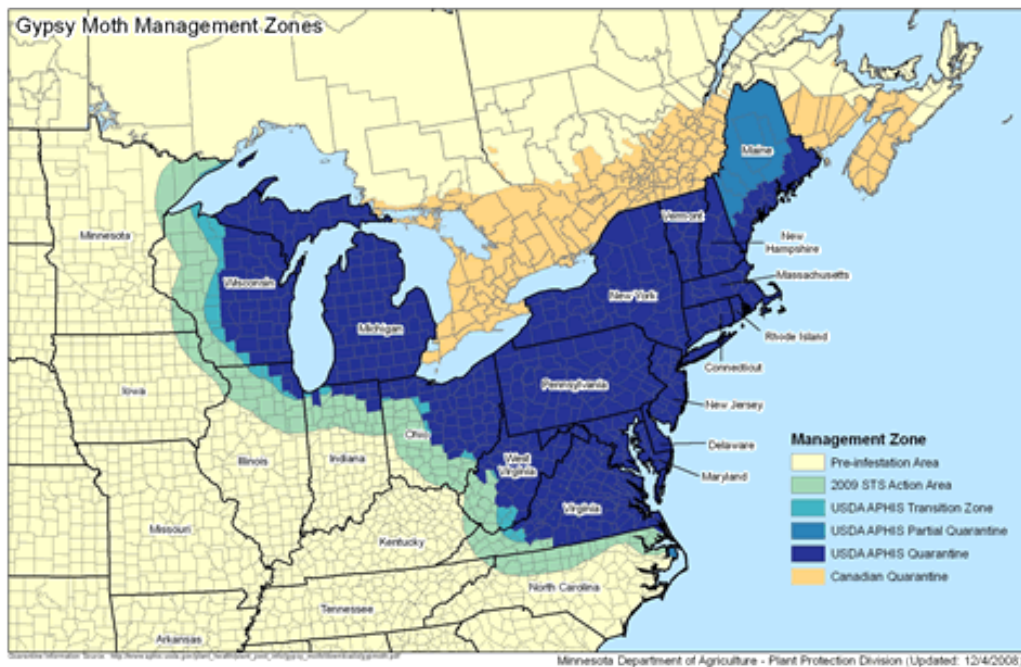 Gypsy Moth Management Zones
Maine
Vermont
New
Hampshire
Minnesota
Massachusetts
Wisconsin
New York
Michigan
Rhode Island
Connecticut
Pennsylvania
Iowa
New Jersey
Ohio
Management Zone
Delaware
West
Virginia
Illinois
Indiana
Pre-infestation Area
Maryland
2009 STS Action Area
Virginia
USDA APHIS Transition Zone
Missouri
USDA APHIS Partial Quarantine
Kentucky
USDA APHIS Quarantine
Canadian Quarantine
North Carolina
Tennessee
Arkansas
Minnesota Department of Agriculture - Plant Protection Division (Updated: 12/4/2008)